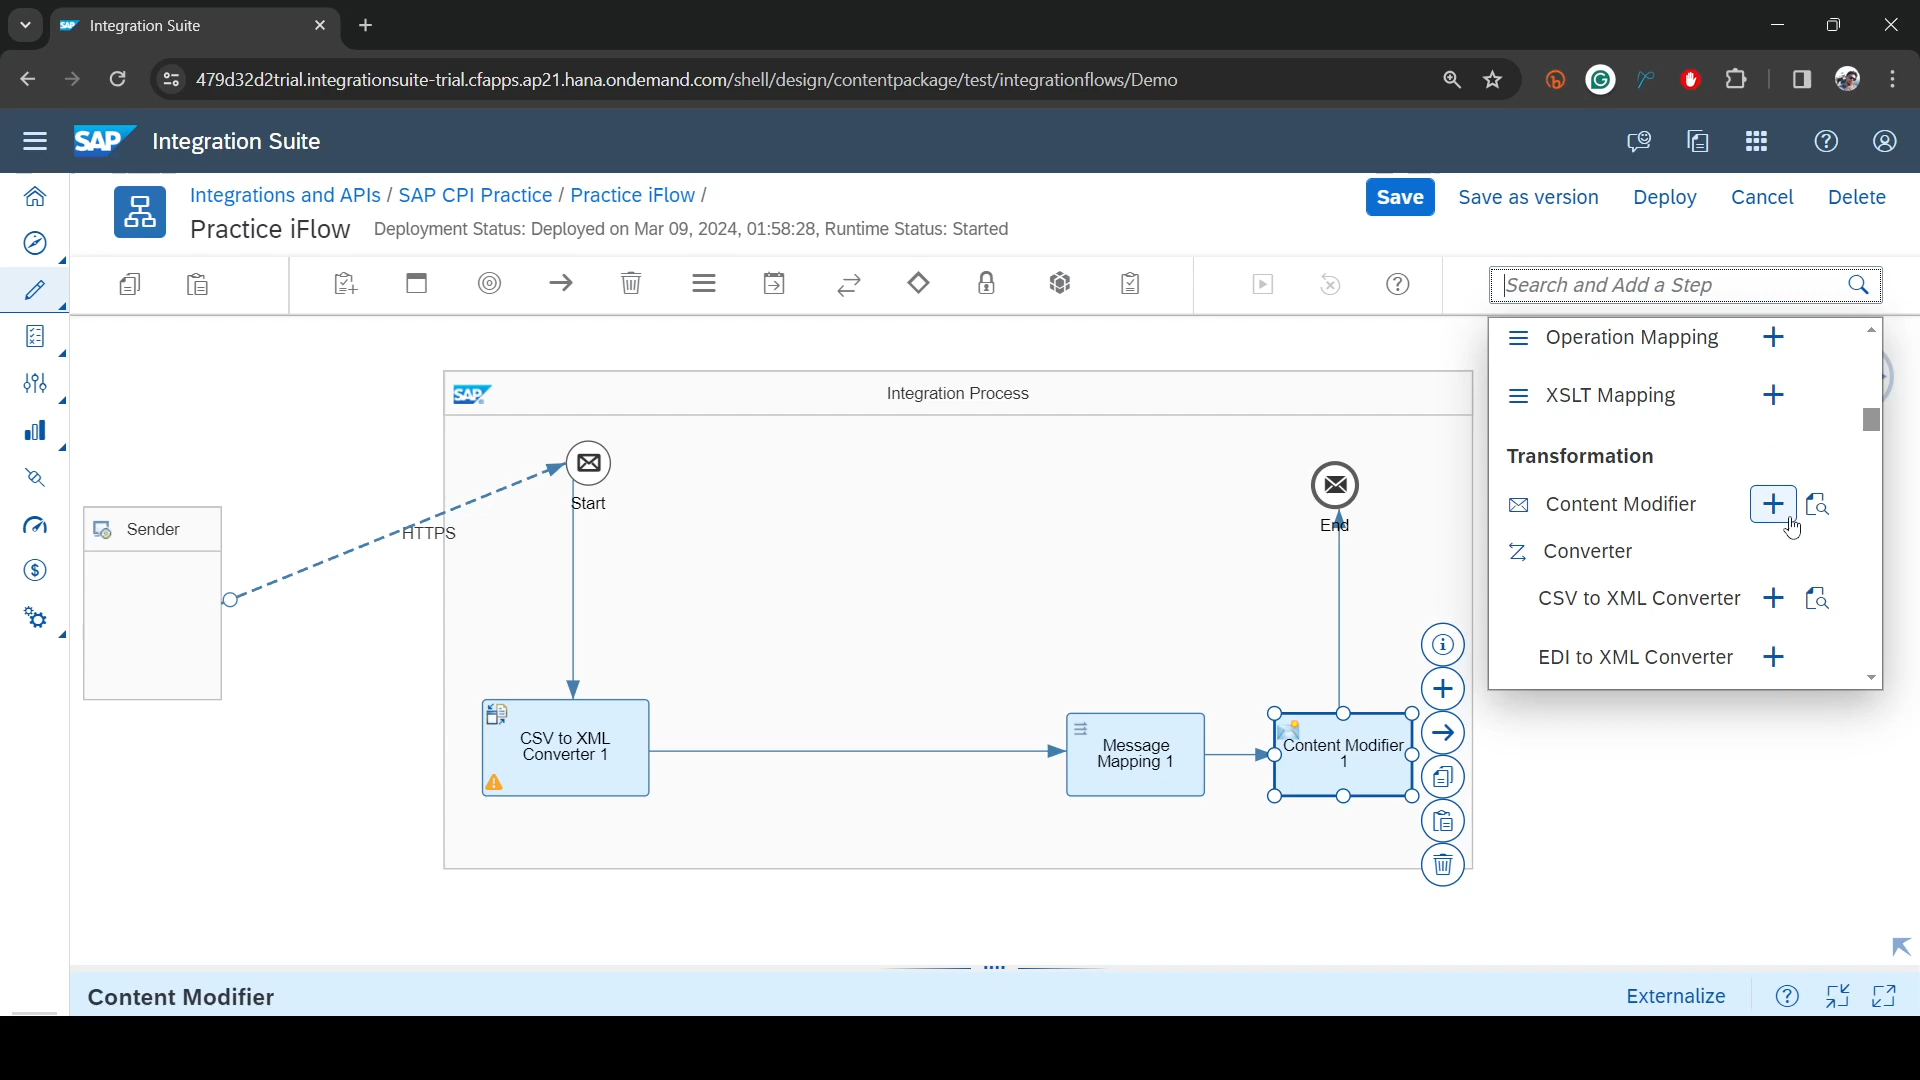 SAP Integration Suite
479d32d2trial.integrationsuite-trial.cfapps.ap21.hana.ondemand.com/shell/design/contentpackage/test/integrationflows/Demo
SAP Integration Suite
Integrations and APIs / SAP CPI Practice / Practice iFlow /
Save Save as version Deploy Cancel Delete
Practice iFlow Deployment Status: Deployed on Mar 09, 2024, 01:58:28, Runtime Status: Started
Search and Add a Step
Operation Mapping
XSLT Mapping
Transformation
Content Modifier
Converter
CSV to XML Converter
EDI to XML Converter
SAP Integration Process
Start
End
Sender
HTTPS
CSV to XML
Converter 1
Message
Mapping 1
Content Modifier
1
Content Modifier
Externalize